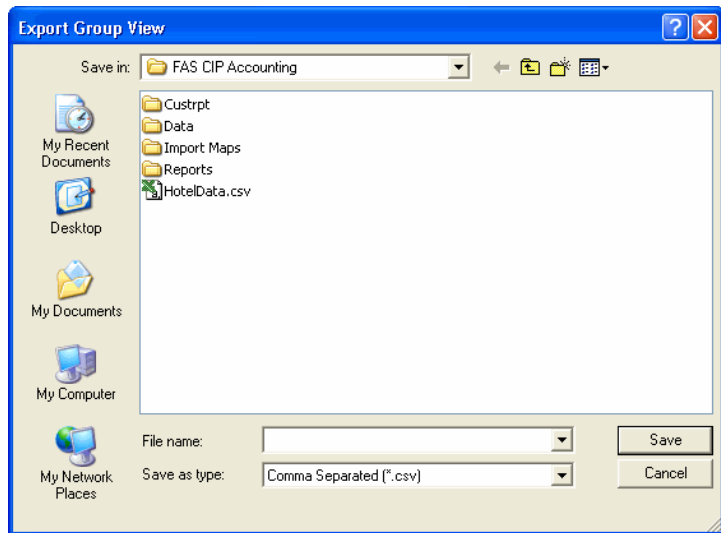 Export Group View
Save in: FAS CIP Accounting
My Recent
Documents
Desktop
My Documents
My Computer
My Network
Places
Custrpt
Data
Import Maps
Reports
HotelData.csv
File name:
Save
Save as type: Comma Separated (*.csv)
Cancel